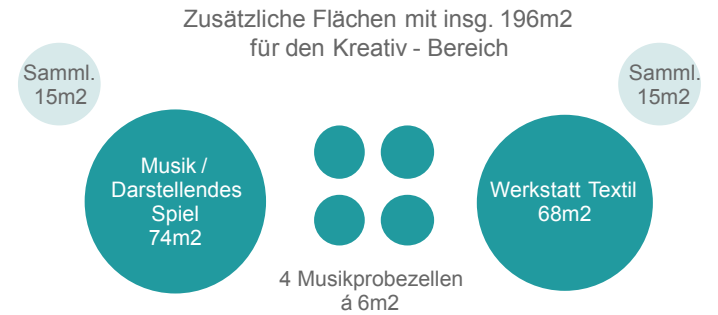 Zusätzliche Flächen mit insg. 196m2
für den Kreativ - Bereich
Samml.
15m2
Samml.
15m2
Musik /
Darstellendes
Spiel
74m2
Werkstatt Textil
68m2
4 Musikprobezellen
á 6m2